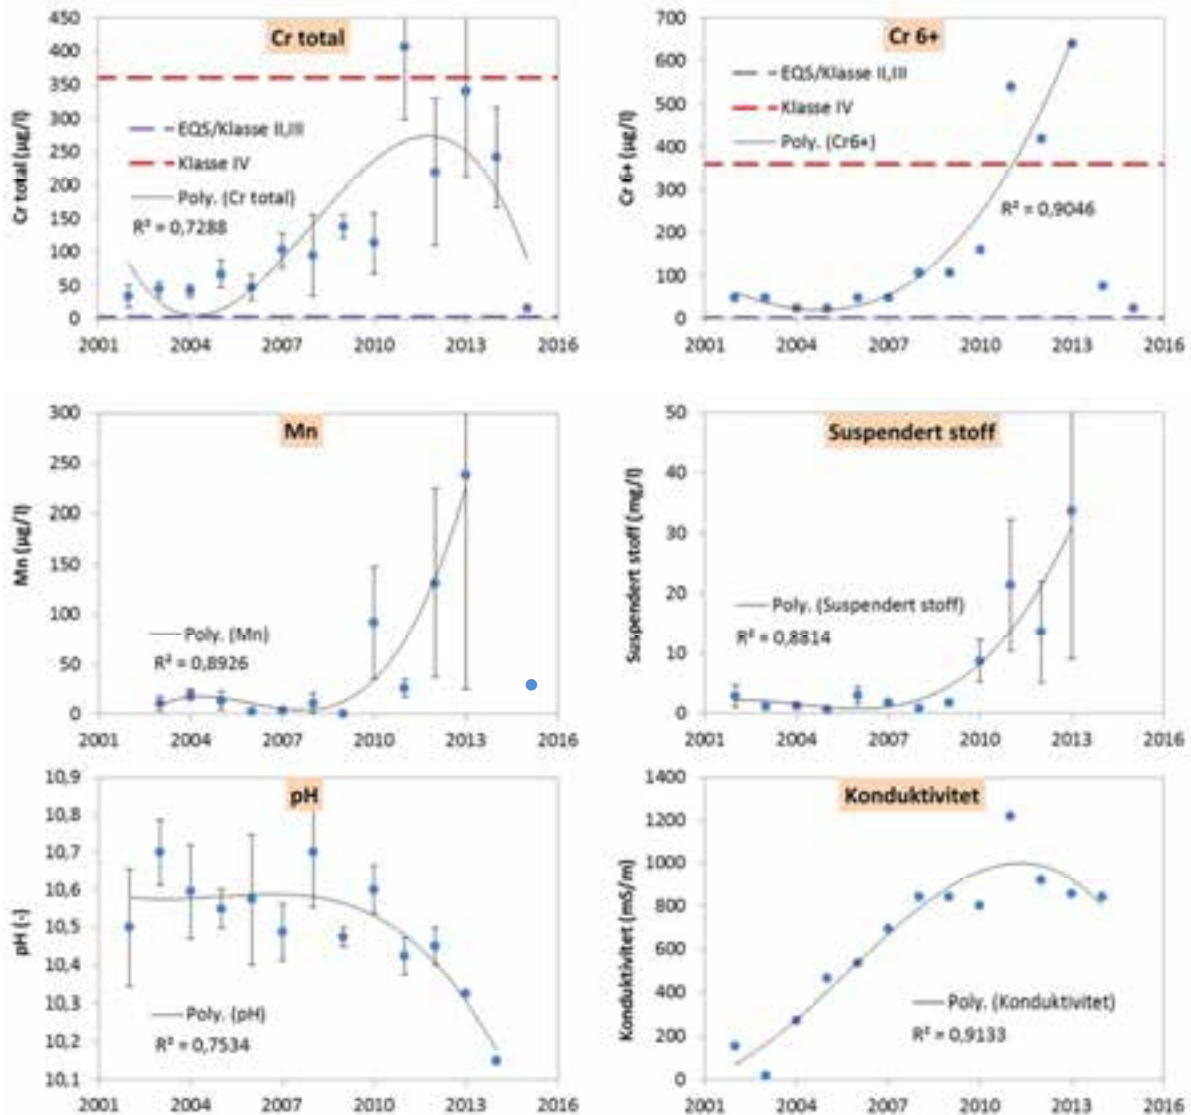 Cr total
Cr total (µg/l)
450
400
350
300
250
200
150
100
50
0
EQS/Klasse II,III
Klasse IV
Poly. (Cr total)
R² = 0,7288
2001 2004 2007 2010 2013 2016
Cr 6+
Cr 6+ (µg/l)
700
600
500
400
300
200
100
0
EQS/Klasse II,III
Klasse IV
Poly. (Cr6+)
R² = 0,9046
2001 2004 2007 2010 2013 2016
Mn
Mn (µg/l)
300
250
200
150
100
50
0
Poly. (Mn)
R² = 0,8926
2001 2004 2007 2010 2013 2016
Suspendert stoff
Suspendert stoff (mg/l)
50
40
30
20
10
0
Poly. (Suspendert stoff)
R² = 0,8814
2001 2004 2007 2010 2013 2016
pH
pH (-)
10,9
10,8
10,7
10,6
10,5
10,4
10,3
10,2
10,1
Poly. (pH)
R² = 0,7534
2001 2004 2007 2010 2013 2016
Konduktivitet
Konduktivitet (mS/m)
1400
1200
1000
800
600
400
200
0
Poly. (Konduktivitet)
R² = 0,9133
2001 2004 2007 2010 2013 2016